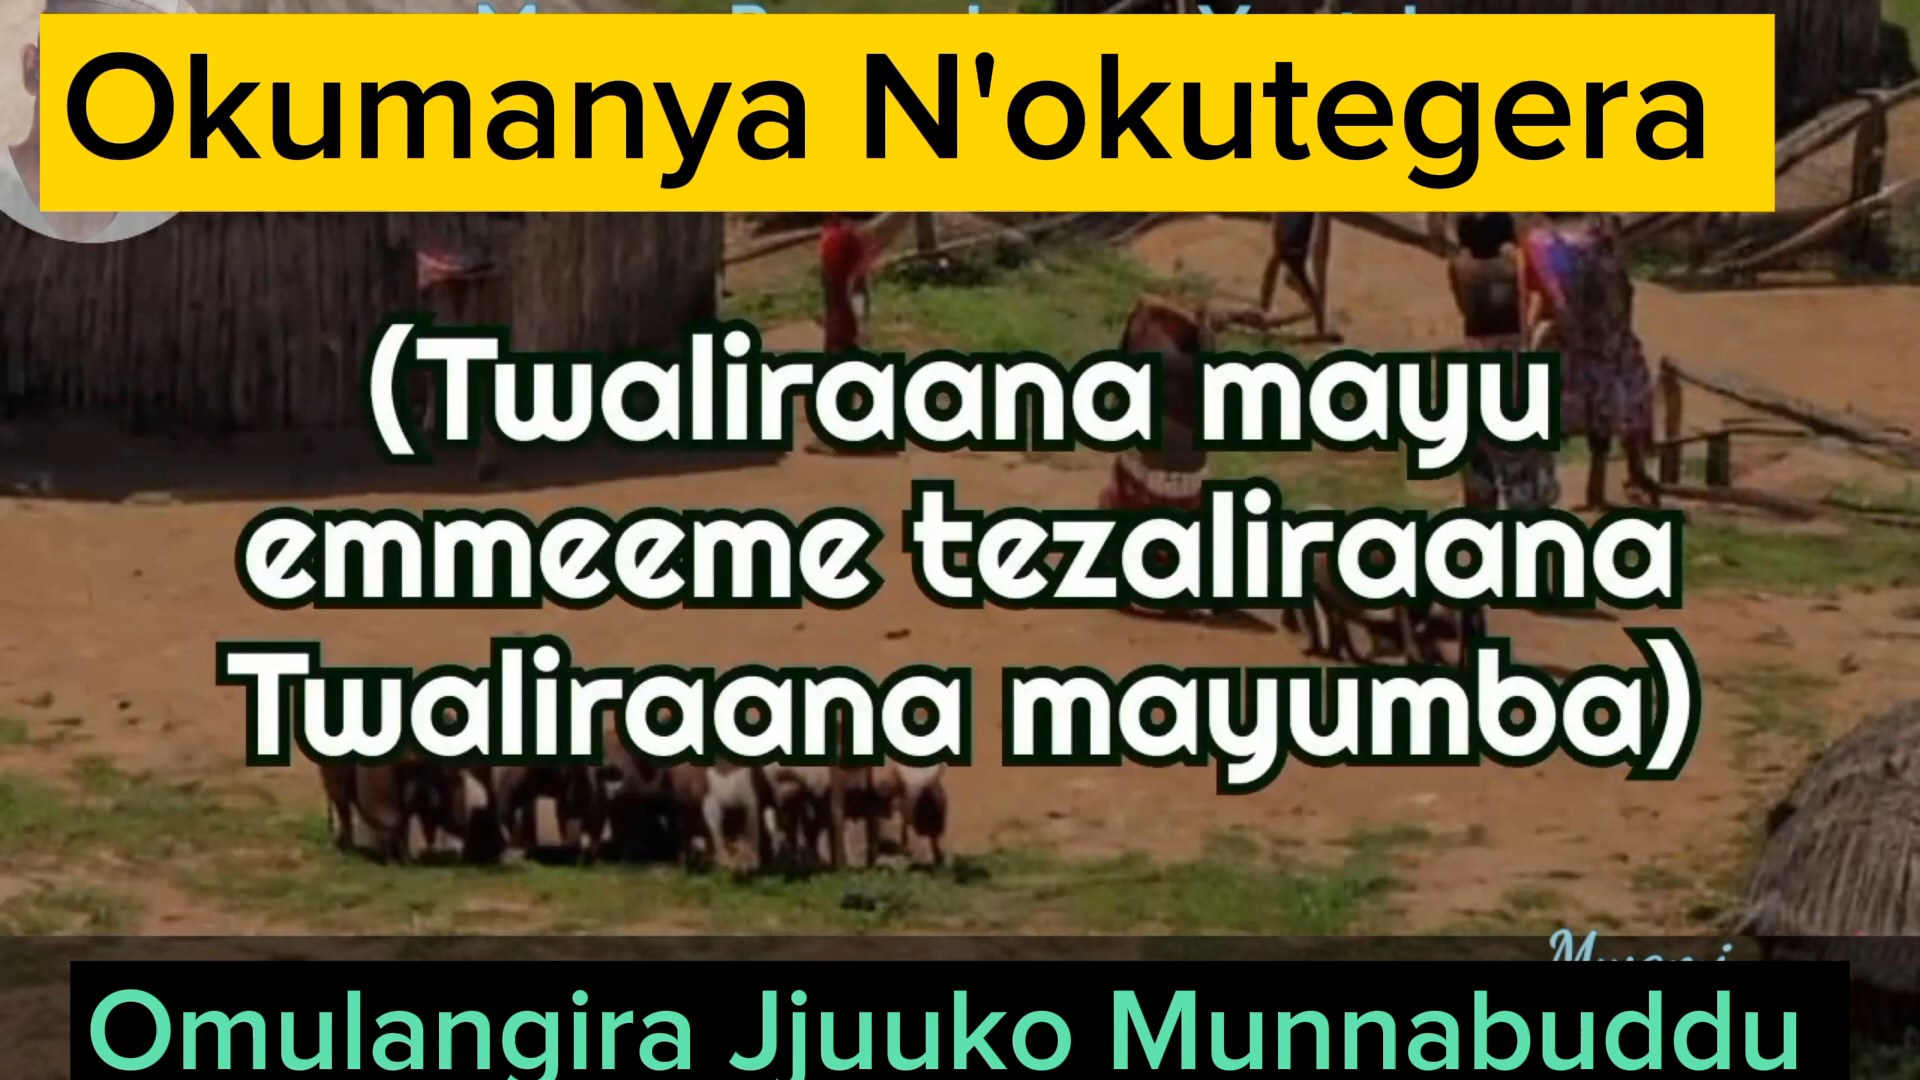 Okumanya N'okutegera
(Twaliraana mayu
emmeeme tezaliraana
Twaliraana mayumba)
Omulangira Jjuuko Munnabuddu